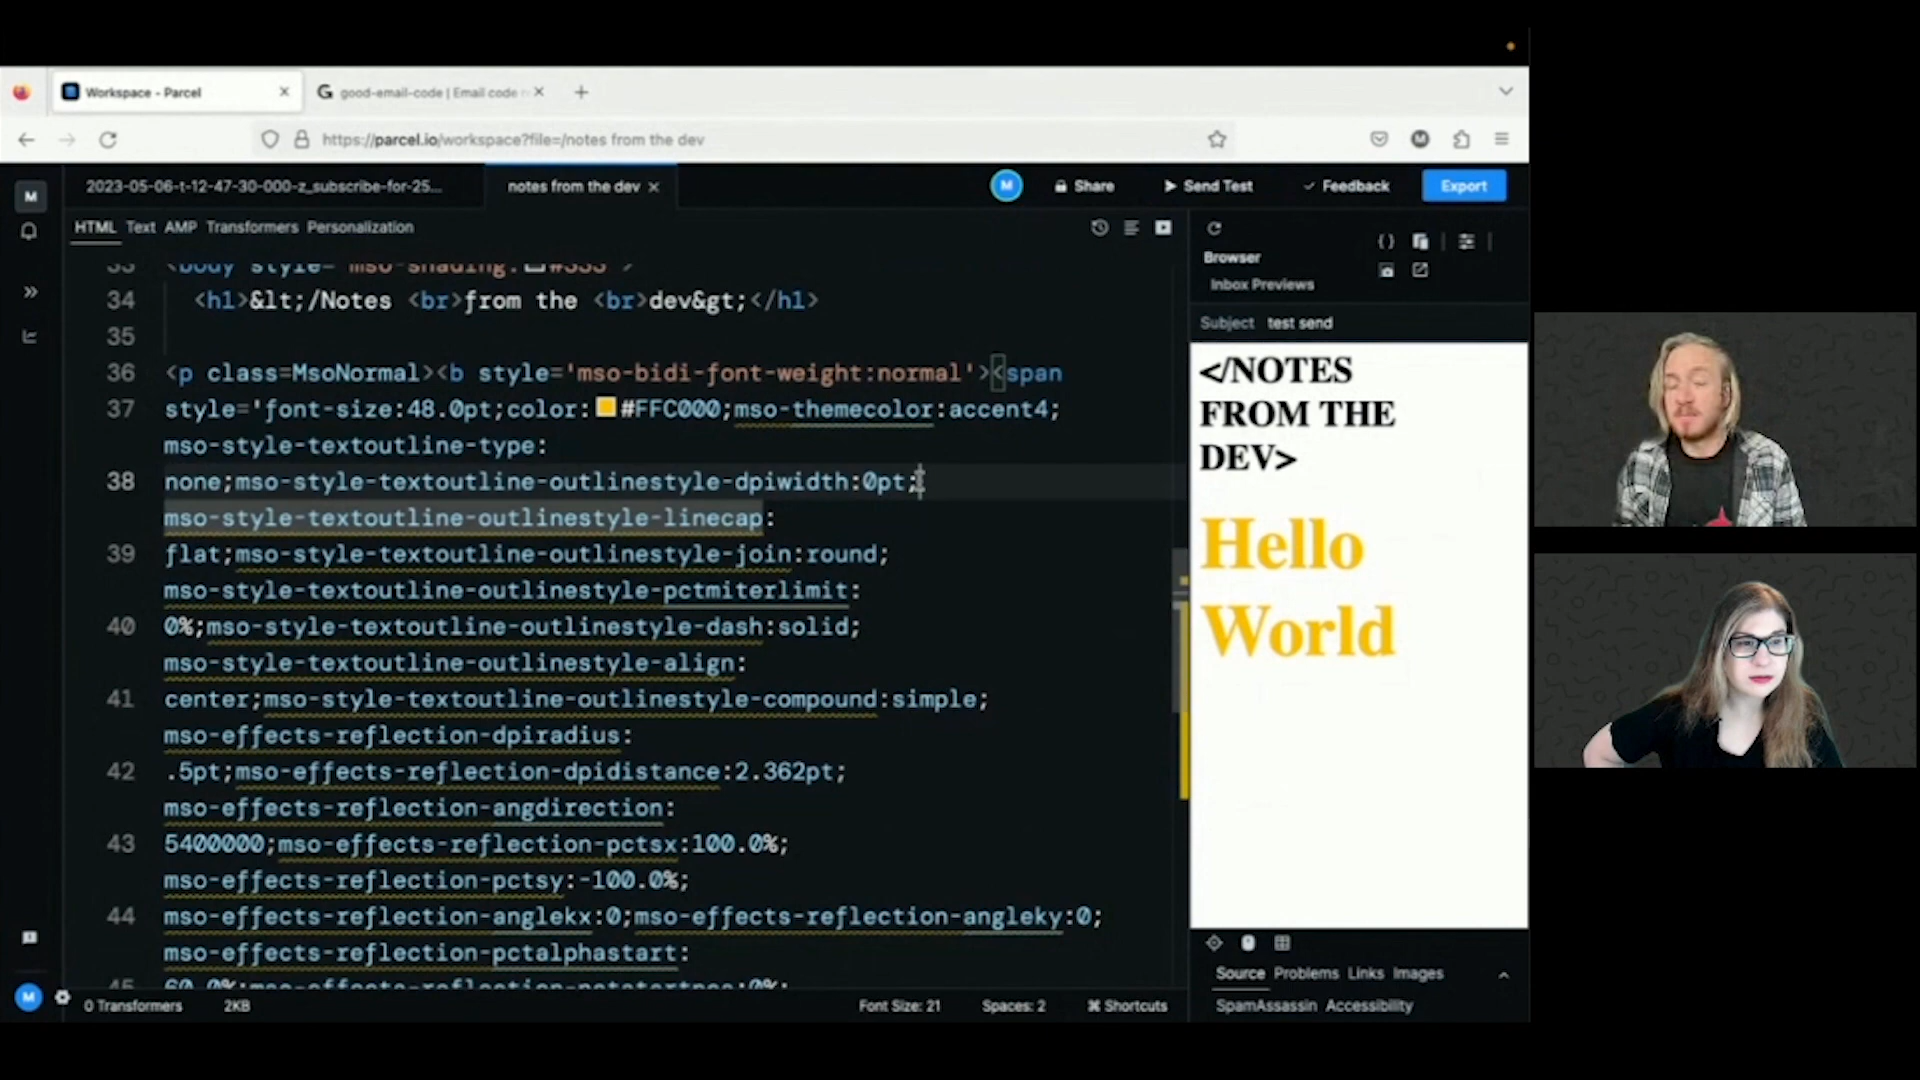 Workspace - Parcel
good-email-code | Email code
https://parcel.io/workspace?file=/notes from the dev
M
2023-05-06-t-12-47-30-000-z_subscribe-for-25...
notes from the dev
M
Share
Send Test
Feedback
Export
HTML Text AMP Transformers Personalization
Browser
Inbox Previews
Subject test send
33 <body style="mso-shading:#333">
34 <h1>&lt;/Notes <br>from the <br>dev&gt;</h1>
35
36 <p class=MsoNormal><b style='mso-bidi-font-weight:normal'><span
37 style='font-size:48.0pt;color:#FFC000;mso-themecolor:accent4;
mso-style-textoutline-type:
38 none;mso-style-textoutline-outlinestyle-dpiwidth:0pt;
mso-style-textoutline-outlinestyle-linecap:
39 flat;mso-style-textoutline-outlinestyle-join:round;
mso-style-textoutline-outlinestyle-pctmiterlimit:
40 0%;mso-style-textoutline-outlinestyle-dash:solid;
mso-style-textoutline-outlinestyle-align:
41 center;mso-style-textoutline-outlinestyle-compound:simple;
mso-effects-reflection-dpiradius:
42 .5pt;mso-effects-reflection-dpidistance:2.362pt;
mso-effects-reflection-angdirection:
43 5400000;mso-effects-reflection-pctsx:100.0%;
mso-effects-reflection-pctsy:-100.0%;
44 mso-effects-reflection-anglekx:0;mso-effects-reflection-angleky:0;
mso-effects-reflection-pctalphastart:
</NOTES
FROM THE
DEV>
Hello
World
Source Problems Links Images
SpamAssassin Accessibility
M
0 Transformers
2KB
Font Size: 21
Spaces: 2
⌘ Shortcuts